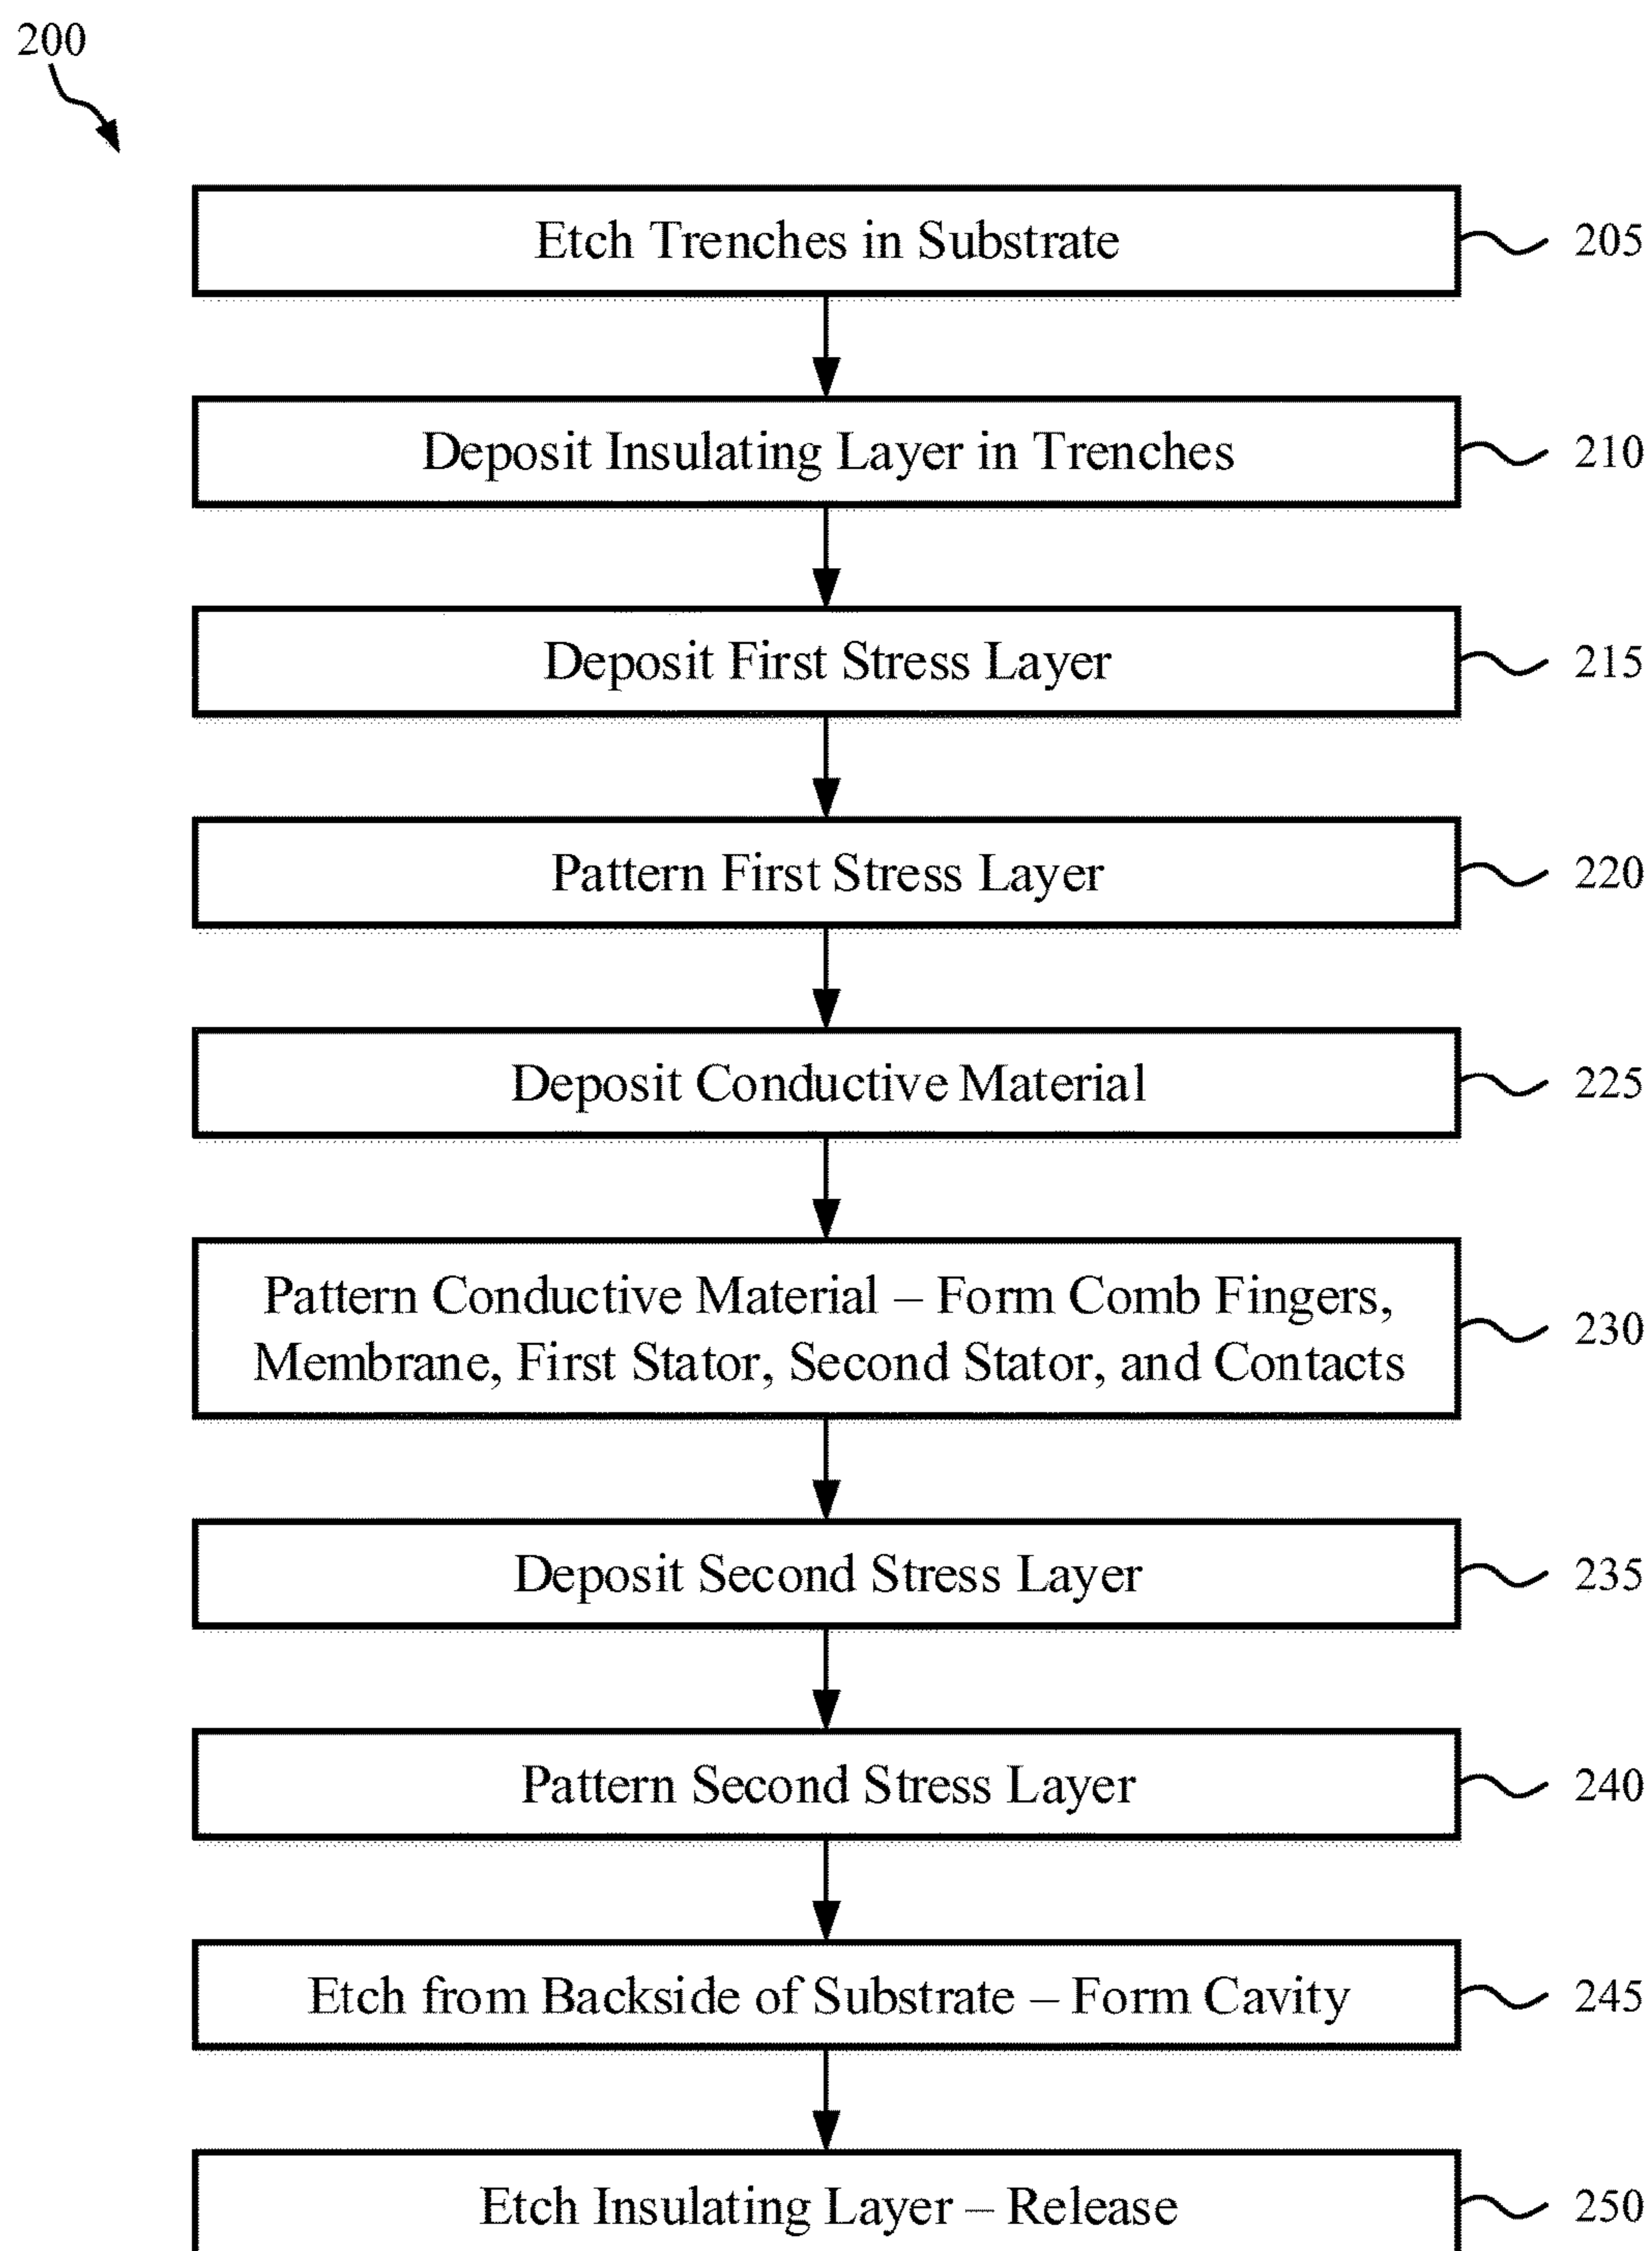 200
Etch Trenches in Substrate 205
Deposit Insulating Layer in Trenches 210
Deposit First Stress Layer 215
Pattern First Stress Layer 220
Deposit Conductive Material 225
Pattern Conductive Material – Form Comb Fingers,
Membrane, First Stator, Second Stator, and Contacts 230
Deposit Second Stress Layer 235
Pattern Second Stress Layer 240
Etch from Backside of Substrate – Form Cavity 245
Etch Insulating Layer – Release 250